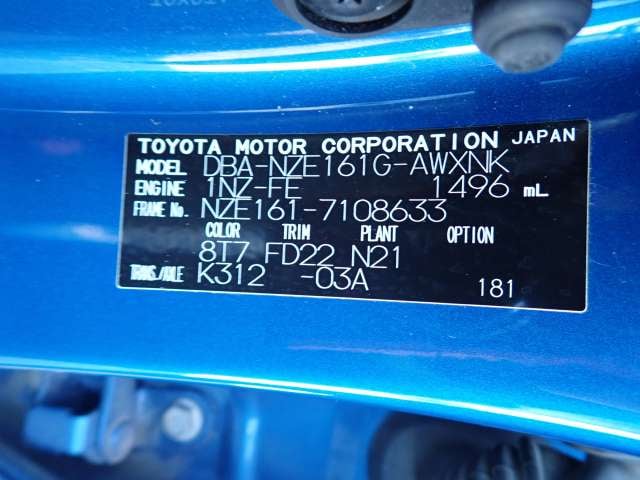 TOYOTA MOTOR CORPORATION JAPAN
MODEL DBA-NZE161G-AWXNK
ENGINE 1NZ-FE 1496 mL
FRAME No. NZE161-7108633
COLOR TRIM PLANT OPTION
8T7 FD22 N21
TRANS./AXLE K312 -03A 181